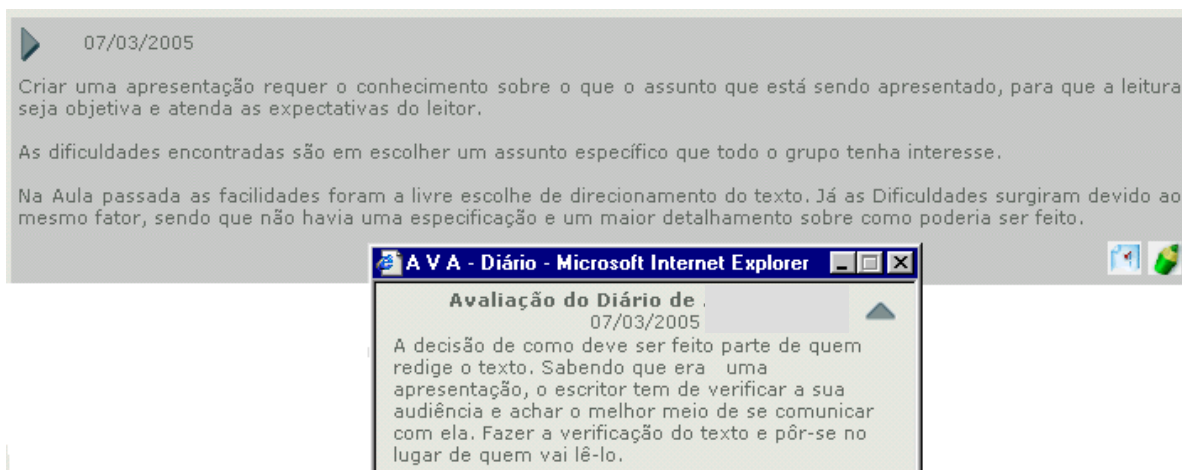 07/03/2005
Criar uma apresentação requer o conhecimento sobre o que o assunto que está sendo apresentado, para que a leitura
seja objetiva e atenda as expectativas do leitor.
As dificuldades encontradas são em escolher um assunto específico que todo o grupo tenha interesse.
Na Aula passada as facilidades foram a livre escolhe de direcionamento do texto. Já as Dificuldades surgiram devido ao
mesmo fator, sendo que não havia uma especificação e um maior detalhamento sobre como poderia ser feito.
A V A - Diário - Microsoft Internet Explorer
Avaliação do Diário de .
07/03/2005
A decisão de como deve ser feito parte de quem
redige o texto. Sabendo que era uma
apresentação, o escritor tem de verificar a sua
audiência e achar o melhor meio de se comunicar
com ela. Fazer a verificação do texto e pôr-se no
lugar de quem vai lê-lo.